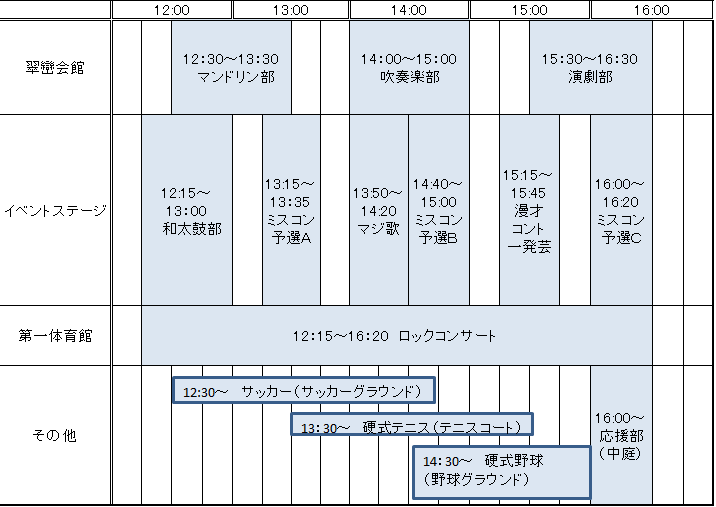 12:00 13:00 14:00 15:00 16:00
翠巒会館
12:30～13:30
マンドリン部
14:00～15:00
吹奏楽部
15:30～16:30
演劇部
イベントステージ
12:15～
13:00
和太鼓部
13:15～
13:35
ミスコン
予選A
13:50～
14:20
マジ歌
14:40～
15:00
ミスコン
予選B
15:15～
15:45
漫才
コント
一発芸
16:00～
16:20
ミスコン
予選C
第一体育館
12:15～16:20 ロックコンサート
その他
12:30～ サッカー（サッカーグラウンド）
13:30～ 硬式テニス（テニスコート）
14:30～ 硬式野球
（野球グラウンド）
16:00～
応援部
（中庭）